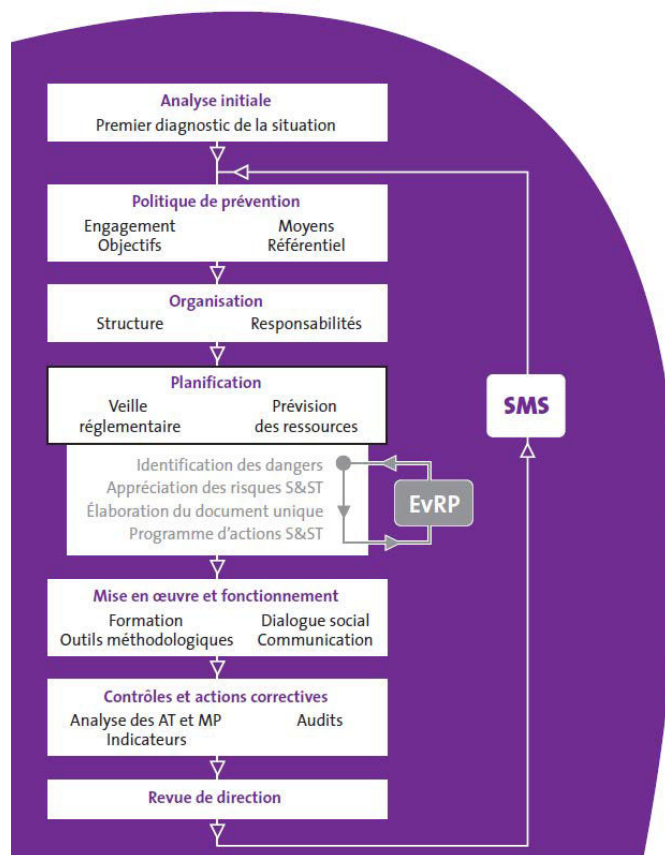 Analyse initiale
Premier diagnostic de la situation
Politique de prévention
Engagement Moyens
Objectifs Référentiel
Organisation
Structure Responsabilités
Planification
Veille Prévision
réglementaire des ressources
SMS
Identification des dangers
Appréciation des risques S&ST
Élaboration du document unique
Programme d'actions S&ST
EvRP
Mise en œuvre et fonctionnement
Formation Dialogue social
Outils méthodologiques Communication
Contrôles et actions correctives
Analyse des AT et MP Audits
Indicateurs
Revue de direction